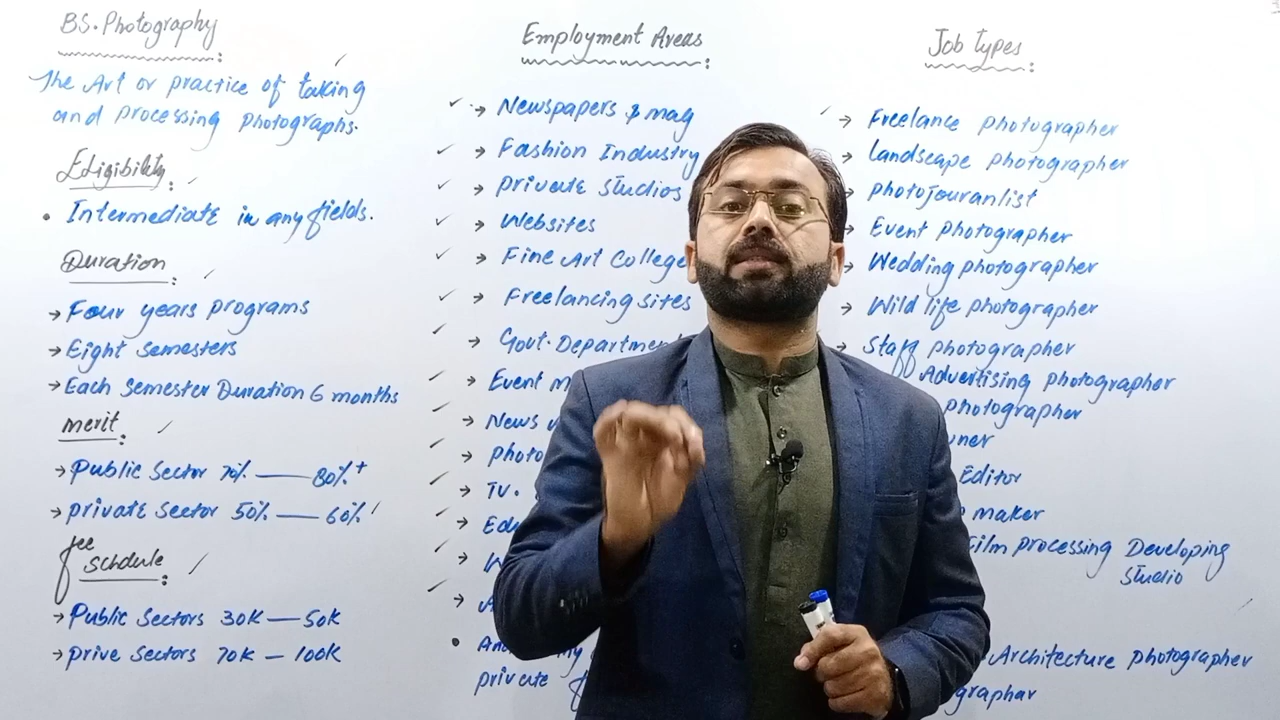 BS. Photography
The Art or practice of taking
and processing photographs.
Eligibility
• Intermediate in any fields.
Duration
→ Four years programs
→ Eight semesters
→ Each semester Duration 6 months
merit
→ Public Sector 70% — 80%+
→ private sector 50% — 60%
fee
schdule
→ Public Sectors 30K — 50K
→ prive sectors 70K — 100K
Employment Areas
→ Newspapers & mag
→ Fashion Industry
→ private studios
→ Websites
→ Fine Art College
→ Freelancing sites
→ Govt. Departmen
→ Event m
→ News
→ photo
→ TV.
→ Edu
→
→ A
•
private
Job types
→ Freelance photographer
→ landscape photographer
→ photojouranlist
→ Event photographer
→ Wedding photographer
→ Wild life photographer
→ Staff photographer
Advertising photographer
photographer
ner
Editor
maker
Film processing Developing
studio
Architecture photographer
graphar